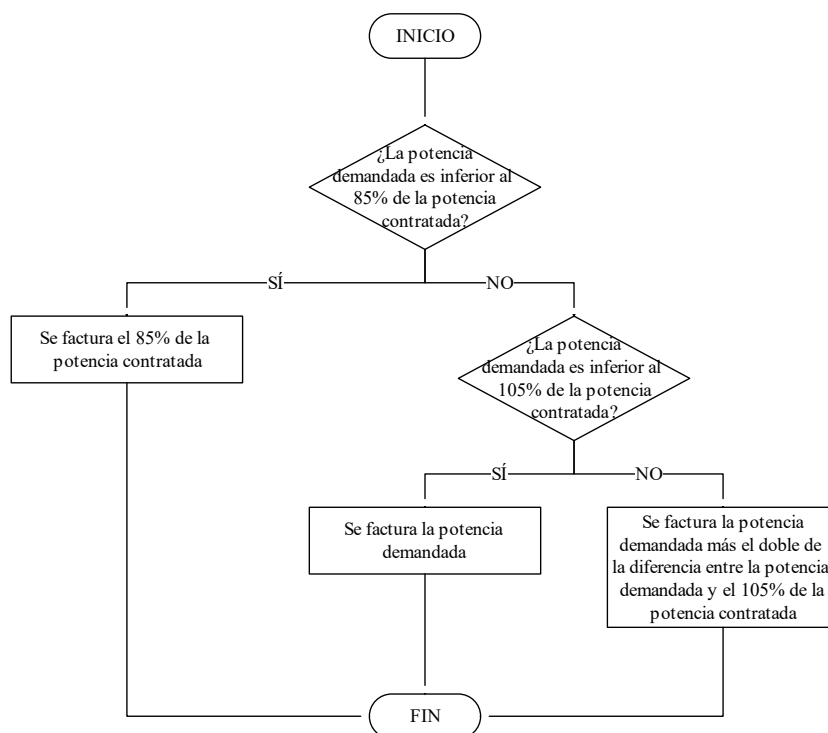 INICIO
¿La potencia
demandada es inferior al
85% de la potencia
contratada?
SÍ
NO
Se factura el 85% de la
potencia contratada
¿La potencia
demandada es inferior al
105% de la potencia
contratada?
SÍ
NO
Se factura la potencia
demandada
Se factura la potencia
demandada más el doble de
la diferencia entre la potencia
demandada y el 105% de la
potencia contratada
FIN